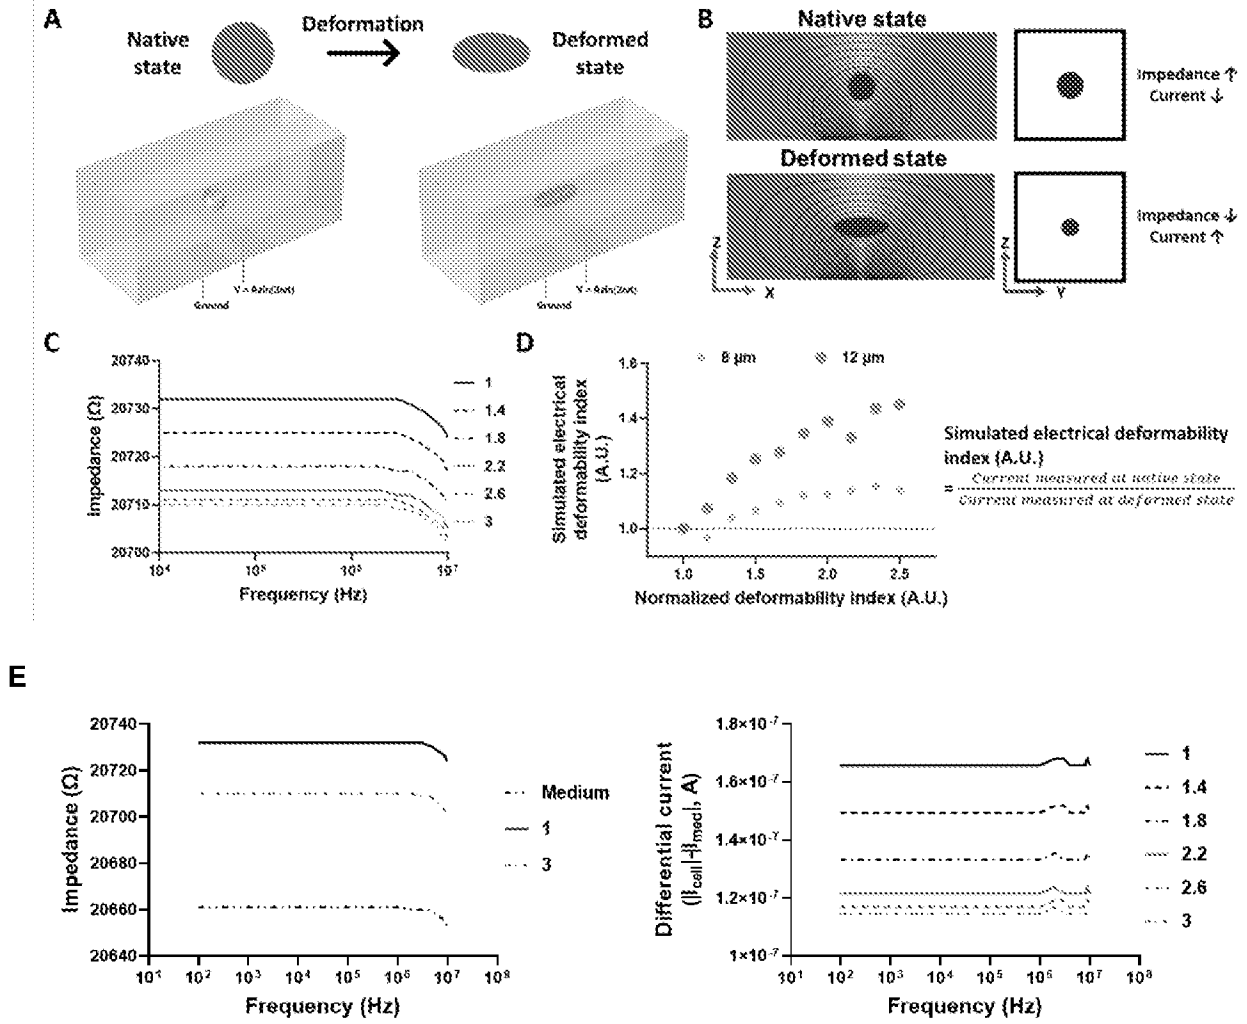 A
Native
state
Deformation
Deformed
state
Ground
Ground
B
Native state
Impedance ↑
Current ↓
Deformed state
Impedance ↓
Current ↑
Z
X
Z
Y
C
Impedance (Ω)
20740
20730
20720
20710
20700
10⁴
10⁵
10⁶
10⁷
Frequency (Hz)
1
1.4
1.8
2.2
2.6
3
D
Simulated electrical
deformability index
(A.U.)
1.6
1.4
1.2
1.0
8 µm
12 µm
1.0
1.5
2.0
2.5
Normalized deformability index (A.U.)
Simulated electrical deformability
index (A.U.)
= Current measured at native state
Current measured at deformed state
E
Impedance (Ω)
20740
20720
20700
20680
20660
20640
10¹
10²
10³
10⁴
10⁵
10⁶
10⁷
10⁸
Frequency (Hz)
Medium
1
3
Differential current
(|I cell|-|I med|, A)
1.8×10⁻⁷
1.6×10⁻⁷
1.4×10⁻⁷
1.2×10⁻⁷
1×10⁻⁷
10¹
10²
10³
10⁴
10⁵
10⁶
10⁷
10⁸
Frequency (Hz)
1
1.4
1.8
2.2
2.6
3